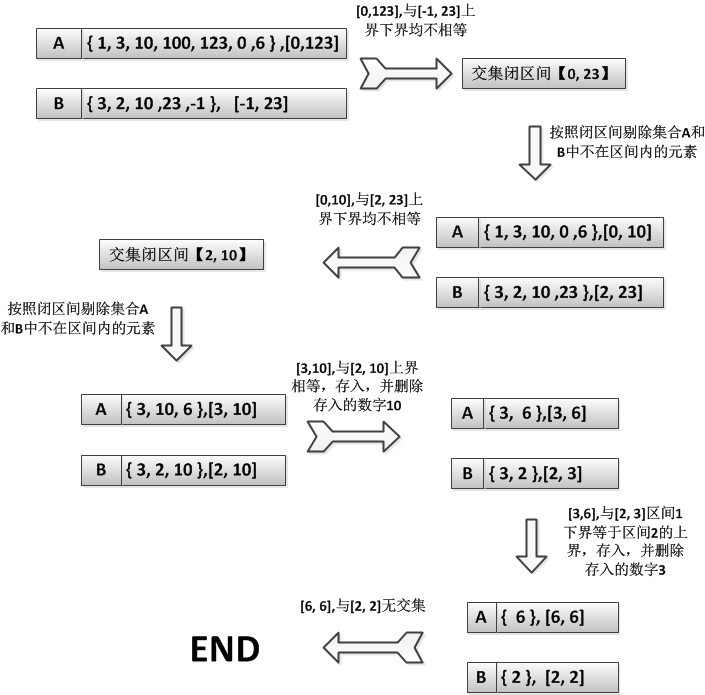 [0,123],与[-1, 23]上
界下界均不相等
A { 1, 3, 10, 100, 123, 0 ,6 } ,[0,123]
B { 3, 2, 10 ,23 ,-1 }, [-1, 23]
交集闭区间【0, 23】
按照闭区间剔除集合A和
B中不在区间内的元素
[0,10],与[2, 23]上
界下界均不相等
A { 1, 3, 10, 0 ,6 },[0, 10]
B { 3, 2, 10 ,23 },[2, 23]
交集闭区间【2, 10】
按照闭区间剔除集合A
和B中不在区间内的元素
[3,10],与[2, 10]上界
相等，存入，并删除
存入的数字10
A { 3, 10, 6 },[3, 10]
B { 3, 2, 10 },[2, 10]
A { 3, 6 },[3, 6]
B { 3, 2 },[2, 3]
[3,6],与[2, 3]区间1
下界等于区间2的上
界，存入，并删除
存入的数字3
[6, 6],与[2, 2]无交集
A { 6 }, [6, 6]
B { 2 }, [2, 2]
END